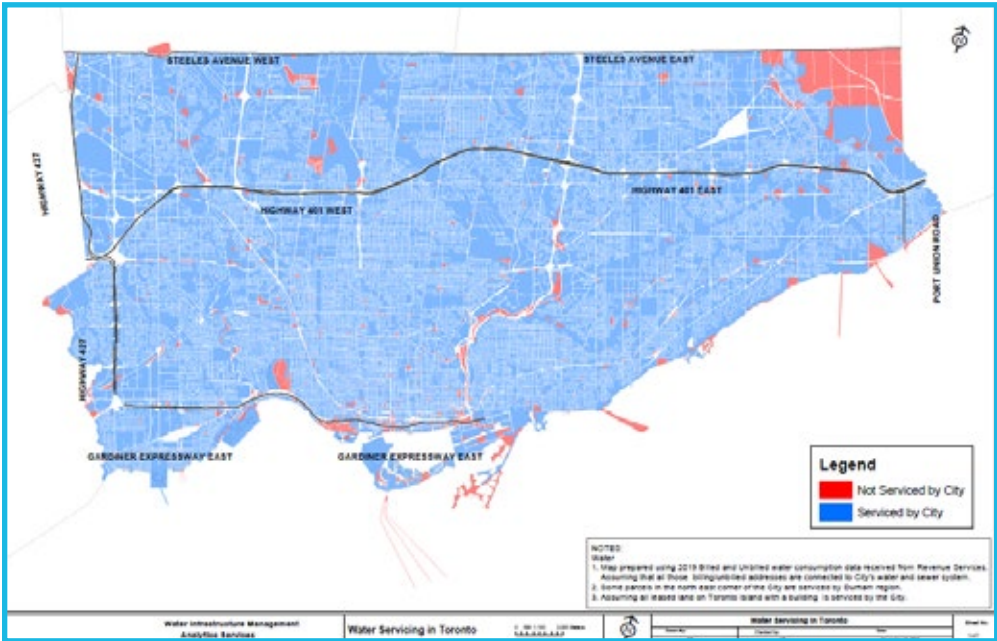 STEELES AVENUE WEST
STEELES AVENUE EAST
HIGHWAY 427
HIGHWAY 401 WEST
HIGHWAY 401 EAST
PORT UNION ROAD
HIGHWAY 427
GARDINER EXPRESSWAY EAST
GARDINER EXPRESSWAY EAST
Legend
Not Serviced by City
Serviced by City
NOTES:
Water
1. Map prepared using 2019 Billed and Unbilled water consumption data received from Revenue Services.
Assuming that all those billing/unbilled addresses are connected to City's water and sewer system.
2. Some parcels in the north east corner of the City are serviced by Durham region.
3. Assuming all leased land on Toronto Island with a building is serviced by the City.
Water Infrastructure Management
Analytics Services
Water Servicing in Toronto
Water Servicing in Toronto